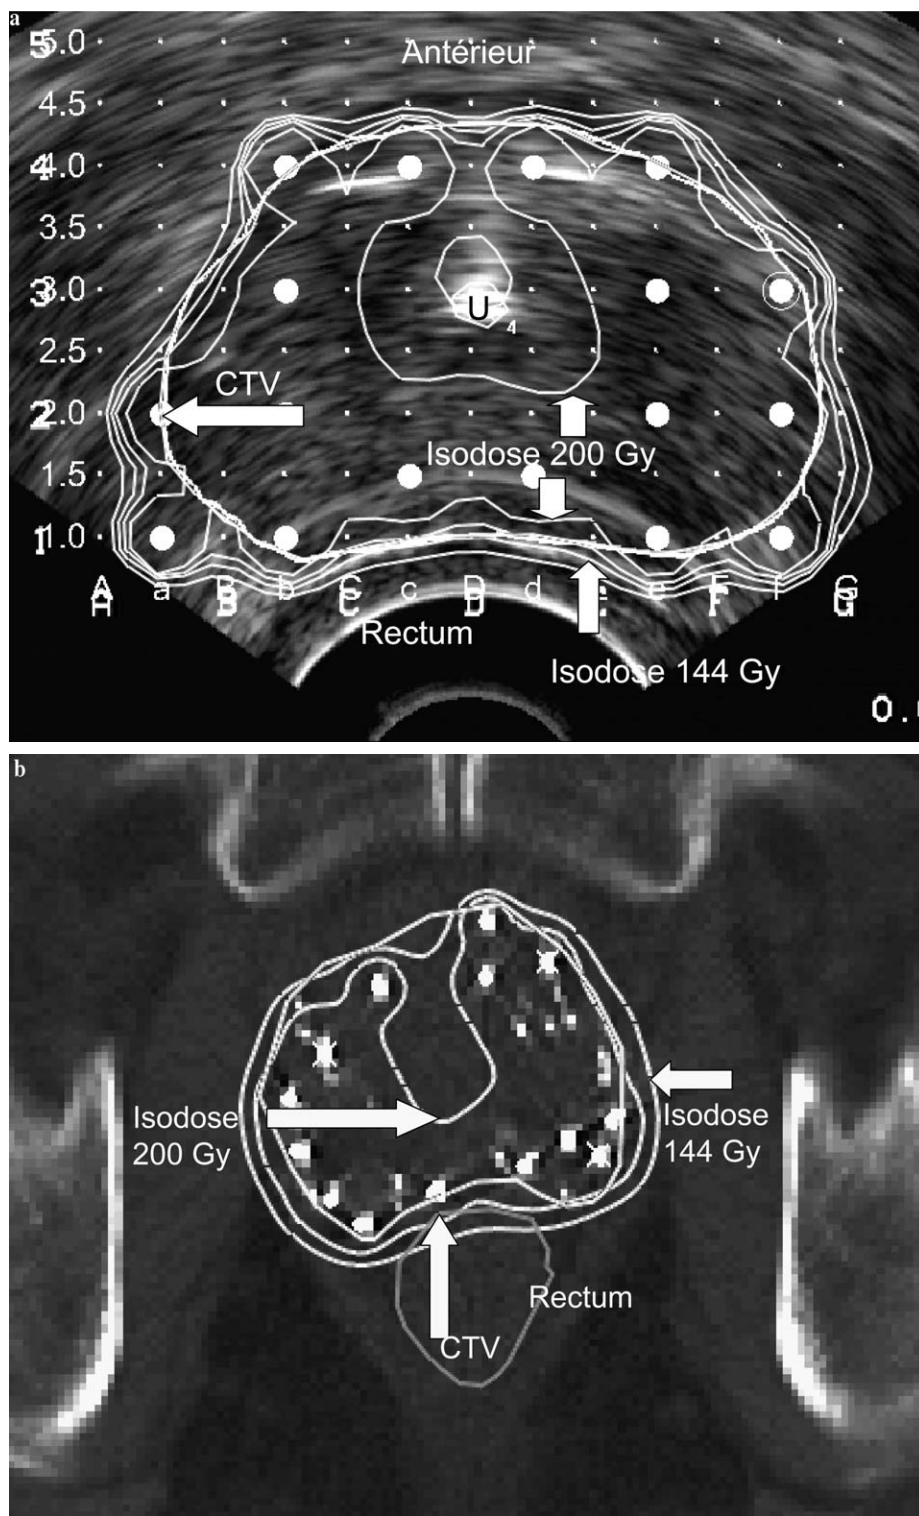 a
Antérieur
5.0
4.5
4.0
3.5
3.0
U
4
2.5
CTV
2.0
Isodose 200 Gy
1.5
1.0
A a B b C c D d e F f G
H B C D F G
Rectum
Isodose 144 Gy
b
Isodose
200 Gy
Isodose
144 Gy
Rectum
CTV